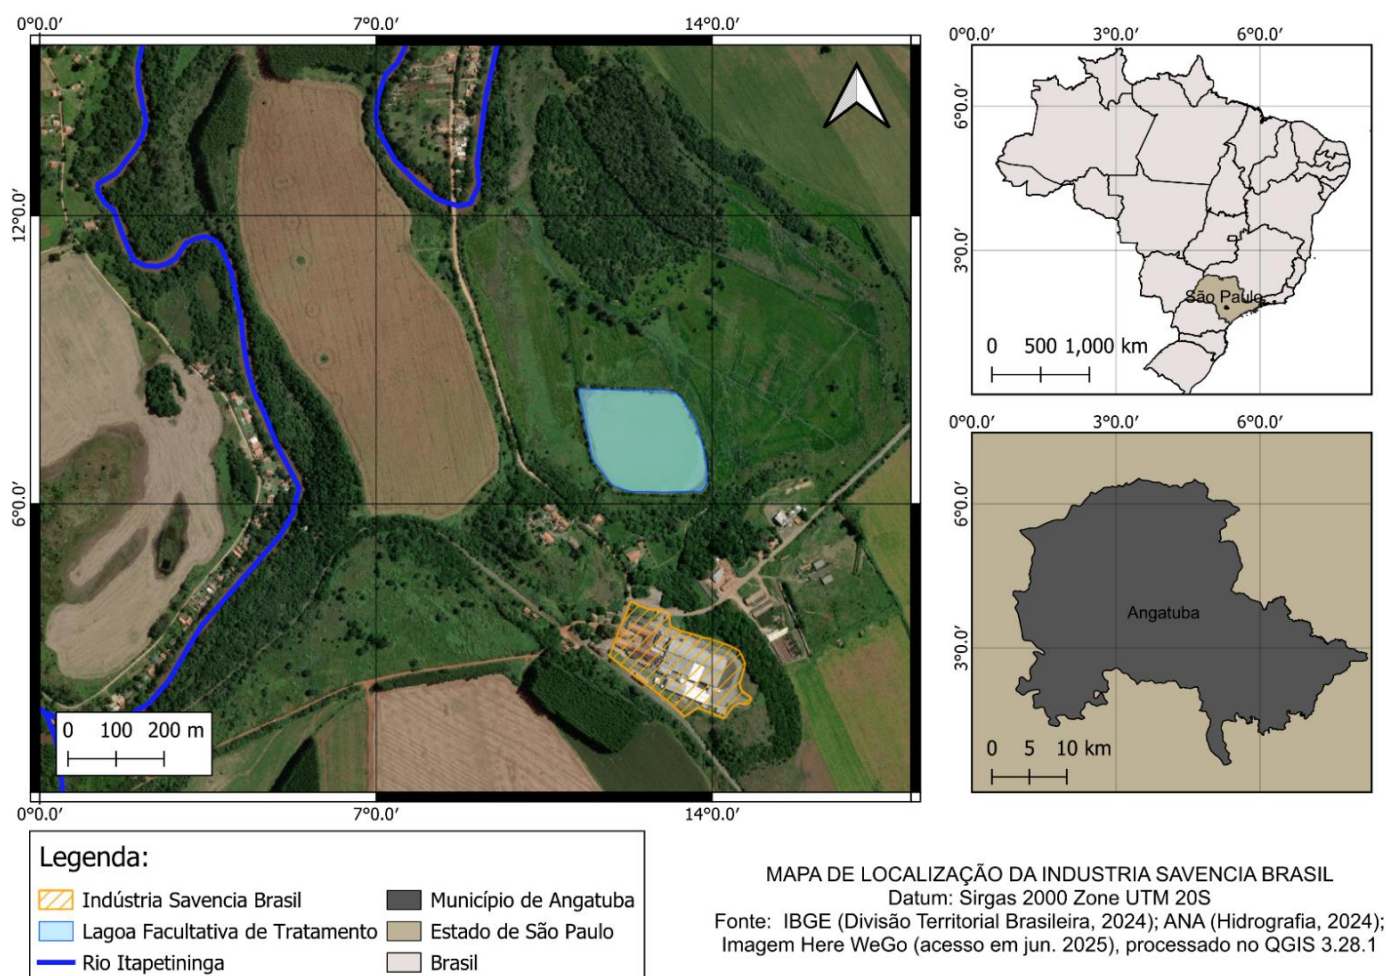 0°0.0′ 7°0.0′ 14°0.0′
12°0.0′
6°0.0′
0 100 200 m
0°0.0′ 7°0.0′ 14°0.0′
0°0.0′ 3°0.0′ 6°0.0′
6°0.0′
3°0.0′
São Paulo
0 500 1,000 km
0°0.0′ 3°0.0′ 6°0.0′
6°0.0′
Angatuba
3°0.0′
0 5 10 km
Legenda:
Indústria Savencia Brasil
Lagoa Facultativa de Tratamento
Rio Itapetininga
Município de Angatuba
Estado de São Paulo
Brasil
MAPA DE LOCALIZAÇÃO DA INDUSTRIA SAVENCIA BRASIL
Datum: Sirgas 2000 Zone UTM 20S
Fonte: IBGE (Divisão Territorial Brasileira, 2024); ANA (Hidrografia, 2024);
Imagem Here WeGo (acesso em jun. 2025), processado no QGIS 3.28.1